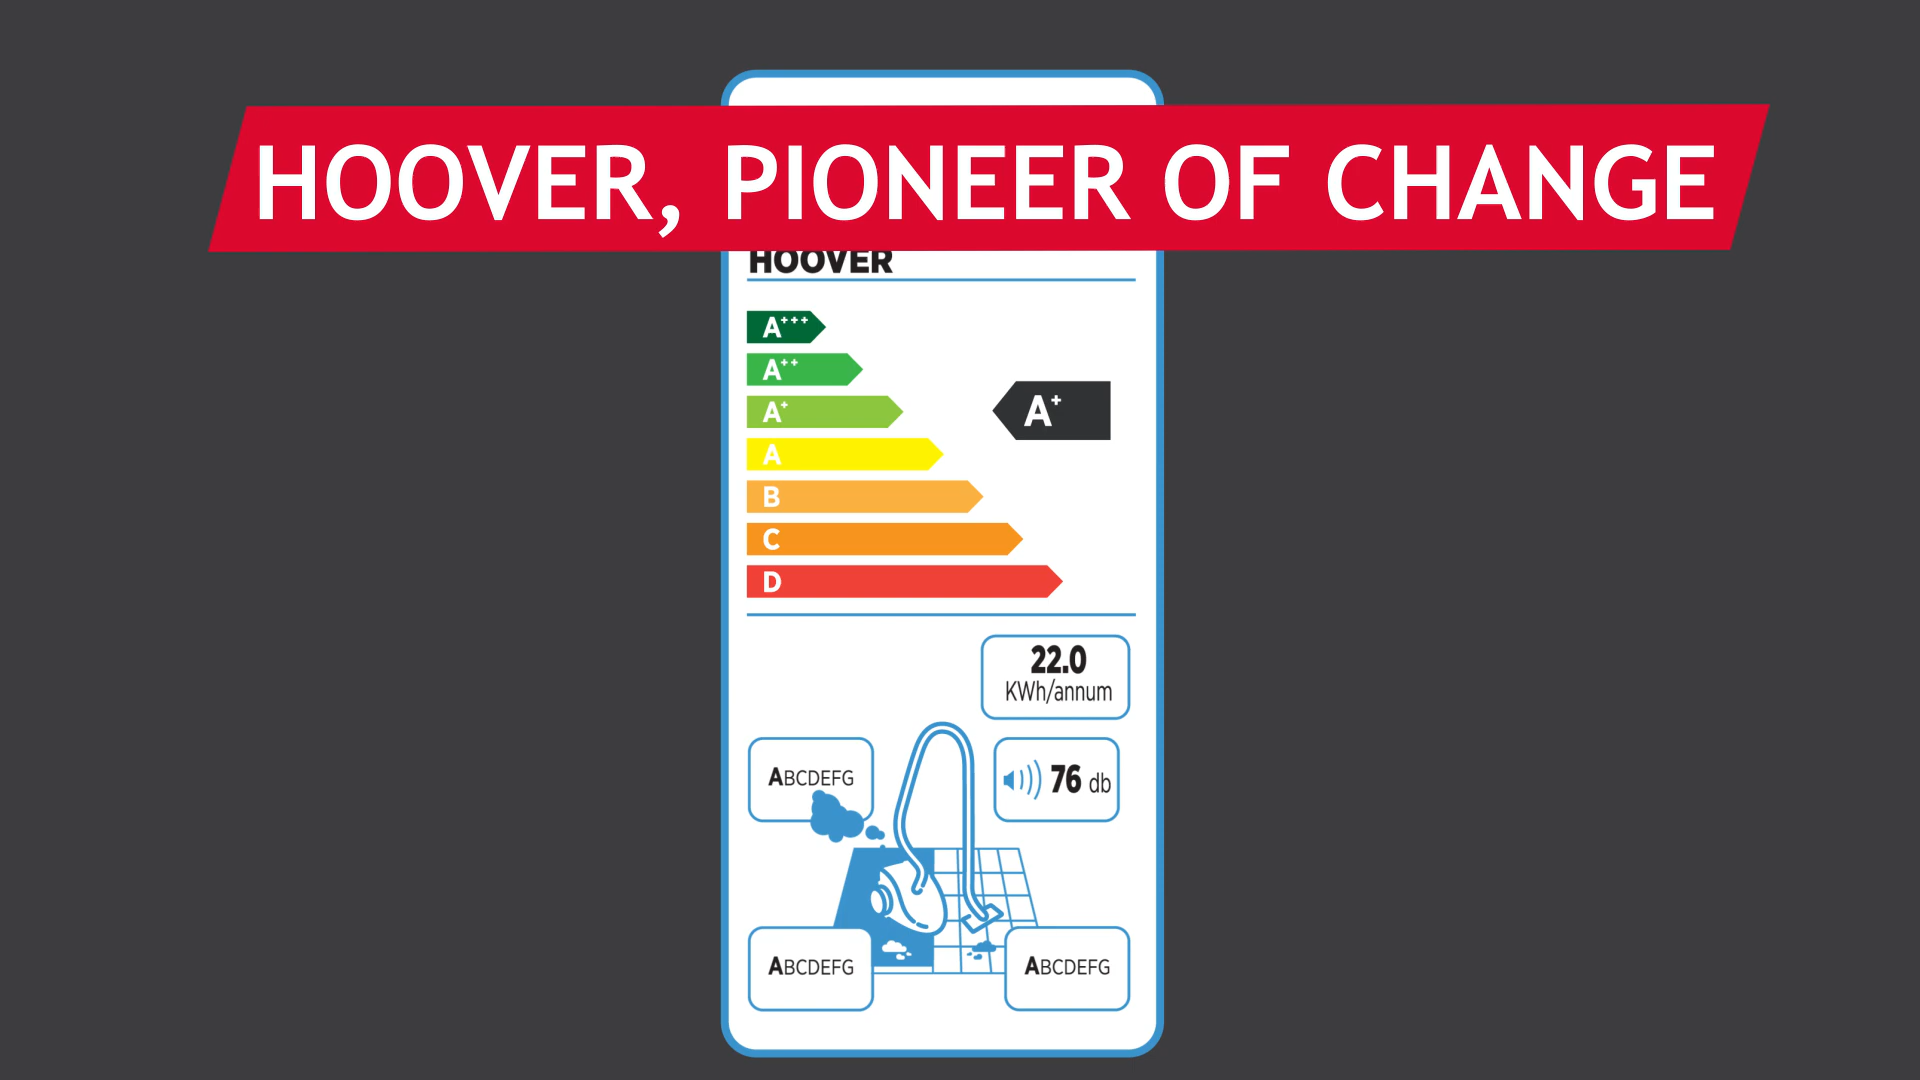 HOOVER, PIONEER OF CHANGE
HOOVER
A+++
A++
A+
A+
A
B
C
D
22.0
KWh/annum
ABCDEFG
76 db
ABCDEFG
ABCDEFG